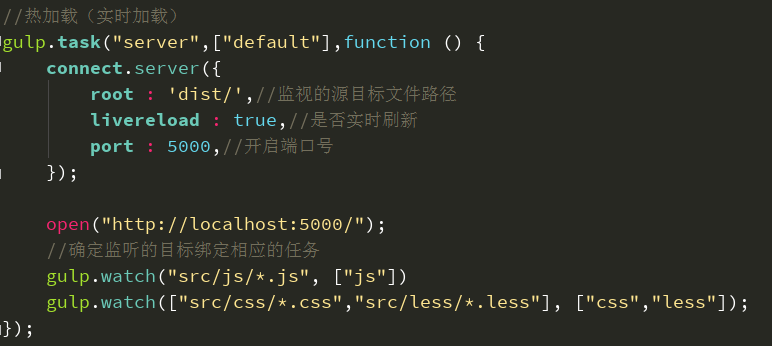 //热加载（实时加载）
gulp.task("server",["default"],function () {
    connect.server({
        root : 'dist/',//监视的源目标文件路径
        livereload : true,//是否实时刷新
        port : 5000,//开启端口号
    });

    open("http://localhost:5000/");
    //确定监听的目标绑定相应的任务
    gulp.watch("src/js/*.js", ["js"])
    gulp.watch(["src/css/*.css","src/less/*.less"], ["css","less"]);
});